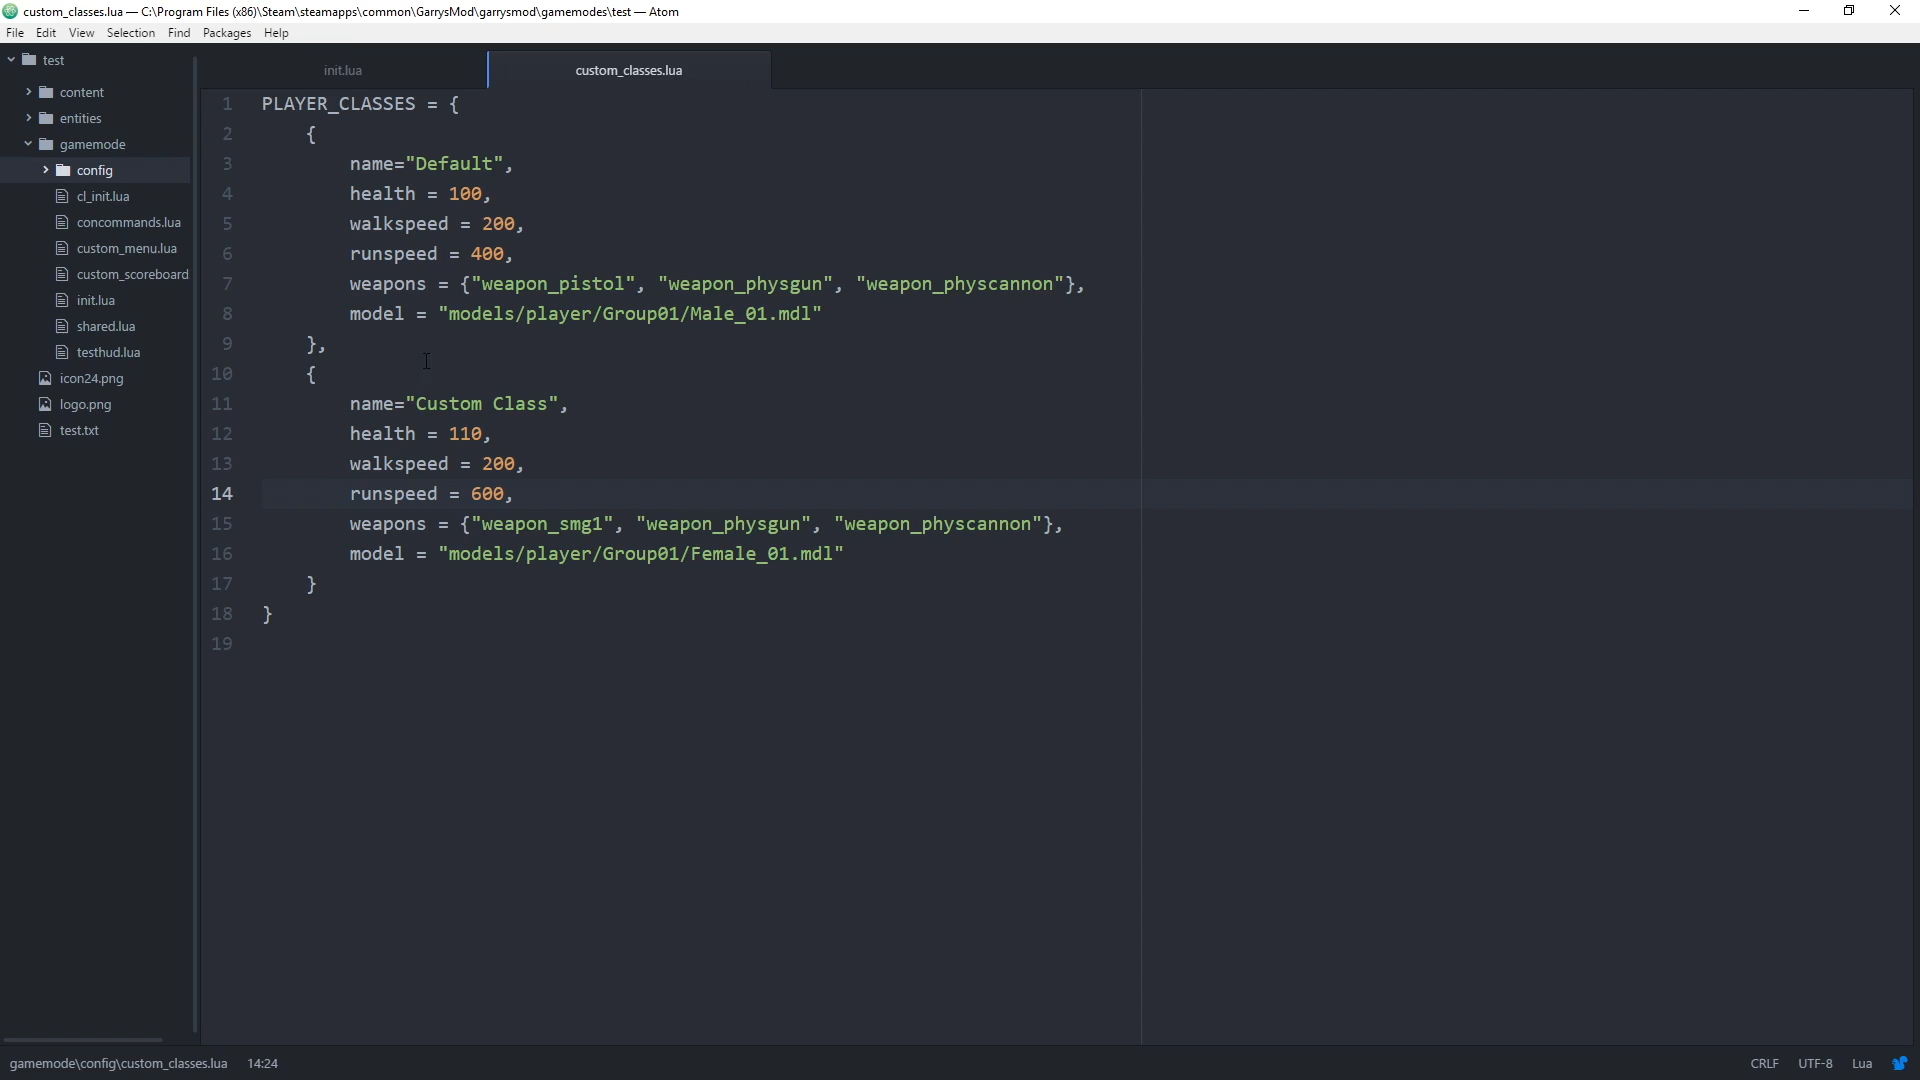 custom_classes.lua — C:\Program Files (x86)\Steam\steamapps\common\GarrysMod\garrysmod\gamemodes\test — Atom
File Edit View Selection Find Packages Help
test
content
entities
gamemode
config
cl_init.lua
concommands.lua
custom_menu.lua
custom_scoreboard
init.lua
shared.lua
testhud.lua
icon24.png
logo.png
test.txt
init.lua custom_classes.lua
1 PLAYER_CLASSES = {
2 {
3 name="Default",
4 health = 100,
5 walkspeed = 200,
6 runspeed = 400,
7 weapons = {"weapon_pistol", "weapon_physgun", "weapon_physcannon"},
8 model = "models/player/Group01/Male_01.mdl"
9 },
10 {
11 name="Custom Class",
12 health = 110,
13 walkspeed = 200,
14 runspeed = 600,
15 weapons = {"weapon_smg1", "weapon_physgun", "weapon_physcannon"},
16 model = "models/player/Group01/Female_01.mdl"
17 }
18 }
19
gamemode\config\custom_classes.lua 14:24 CRLF UTF-8 Lua